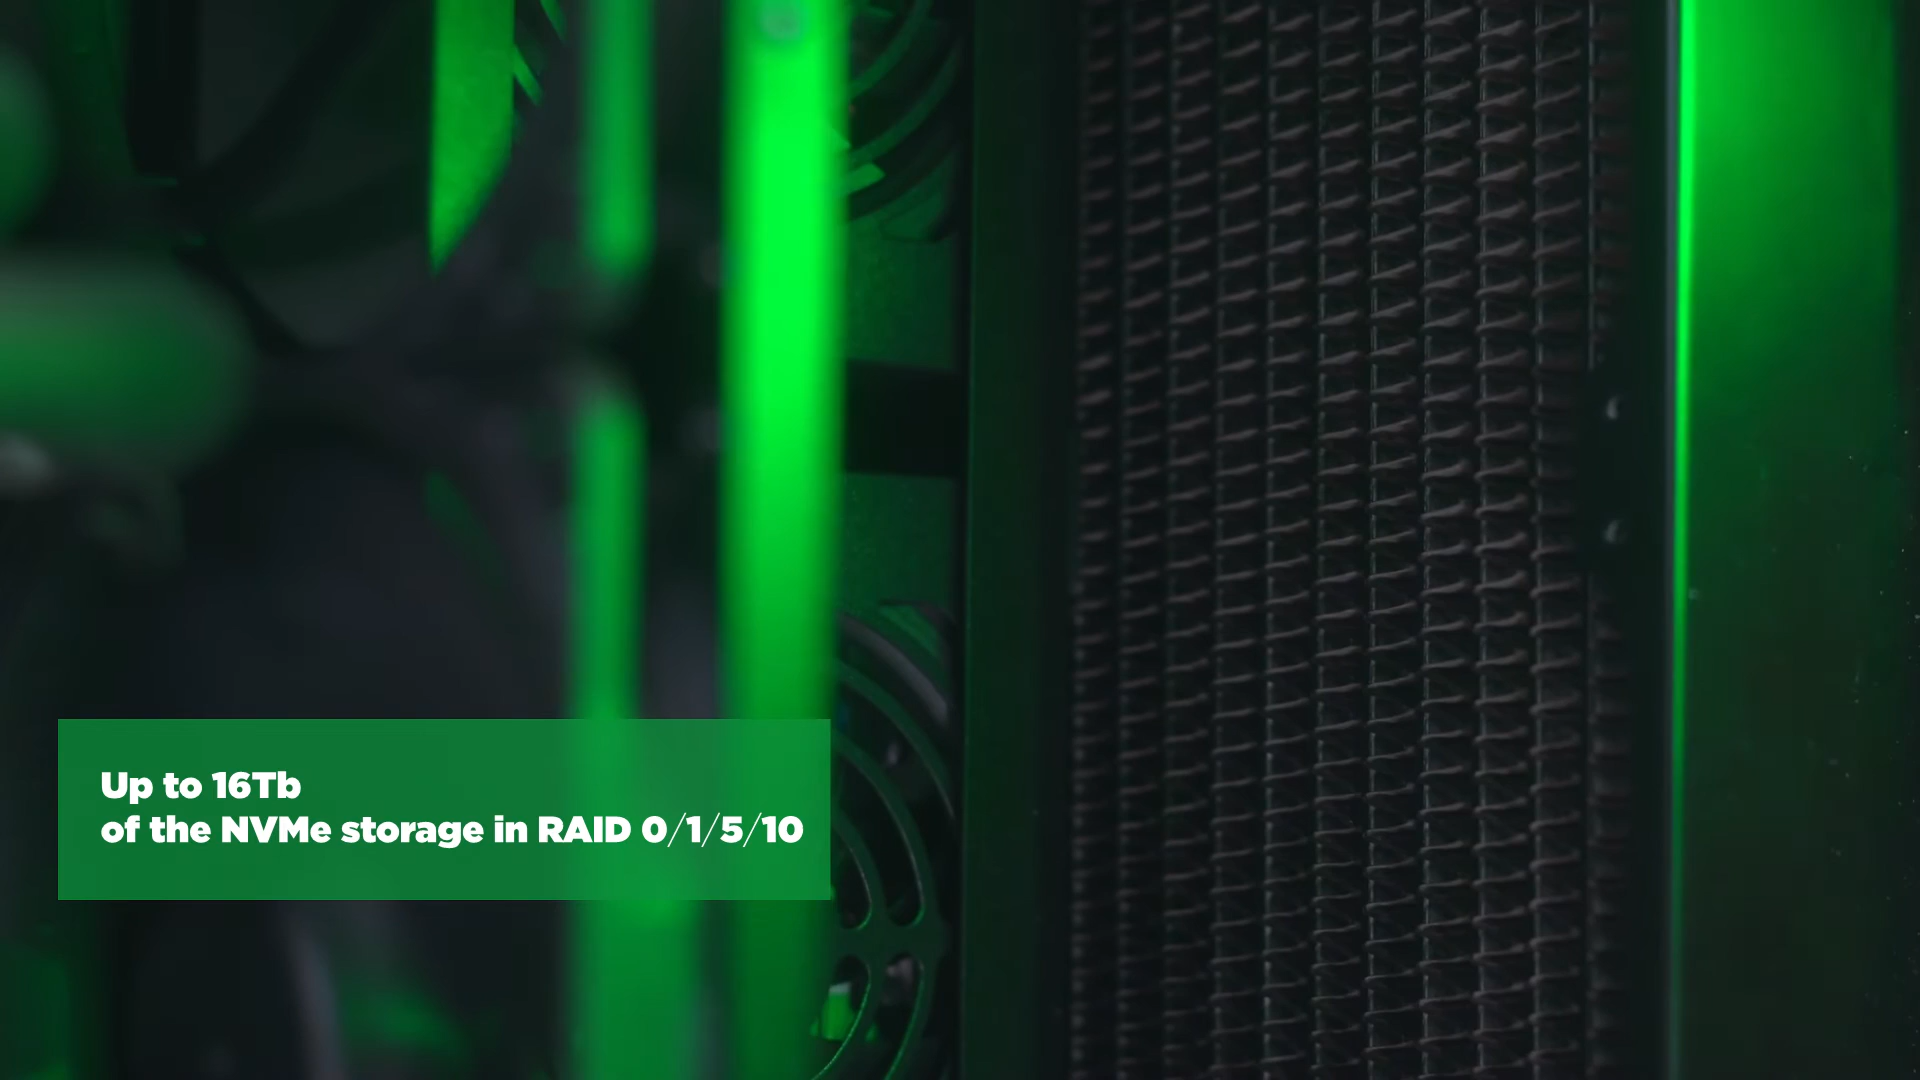 Up to 16Tb
of the NVMe storage in RAID 0/1/5/10